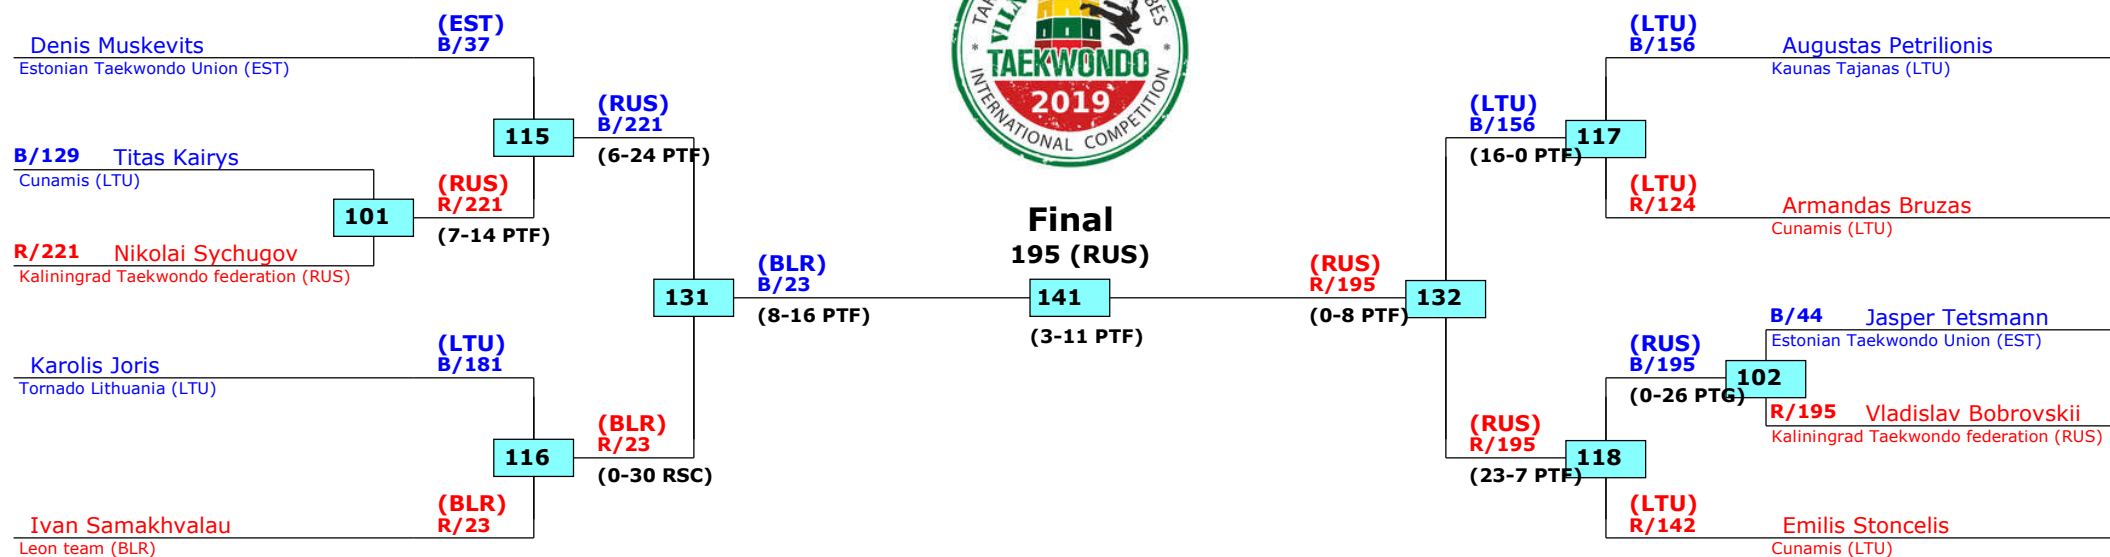 TAEKWONDO
2019
INTERNATIONAL COMPETITION
Final
195 (RUS)
141
(3-11 PTF)
Denis Muskevits
Estonian Taekwondo Union (EST)
(EST)
B/37
B/129 Titas Kairys
Cunamis (LTU)
R/221 Nikolai Sychugov
Kaliningrad Taekwondo federation (RUS)
101
(RUS)
R/221
(7-14 PTF)
115
(RUS)
B/221
(6-24 PTF)
Karolis Joris
Tornado Lithuania (LTU)
(LTU)
B/181
Ivan Samakhvalau
Leon team (BLR)
(BLR)
R/23
116
(BLR)
R/23
(0-30 RSC)
131
(BLR)
B/23
(8-16 PTF)
(RUS)
R/195
(0-8 PTF)
132
(LTU)
B/156
(16-0 PTF)
117
(LTU)
B/156
Augustas Petrilionis
Kaunas Tajanas (LTU)
(LTU)
R/124
Armandas Bruzas
Cunamis (LTU)
(RUS)
R/195
(23-7 PTF)
118
(RUS)
B/195
(0-26 PTG)
102
B/44 Jasper Tetsmann
Estonian Taekwondo Union (EST)
R/195 Vladislav Bobrovskii
Kaliningrad Taekwondo federation (RUS)
(LTU)
R/142
Emilis Stoncelis
Cunamis (LTU)